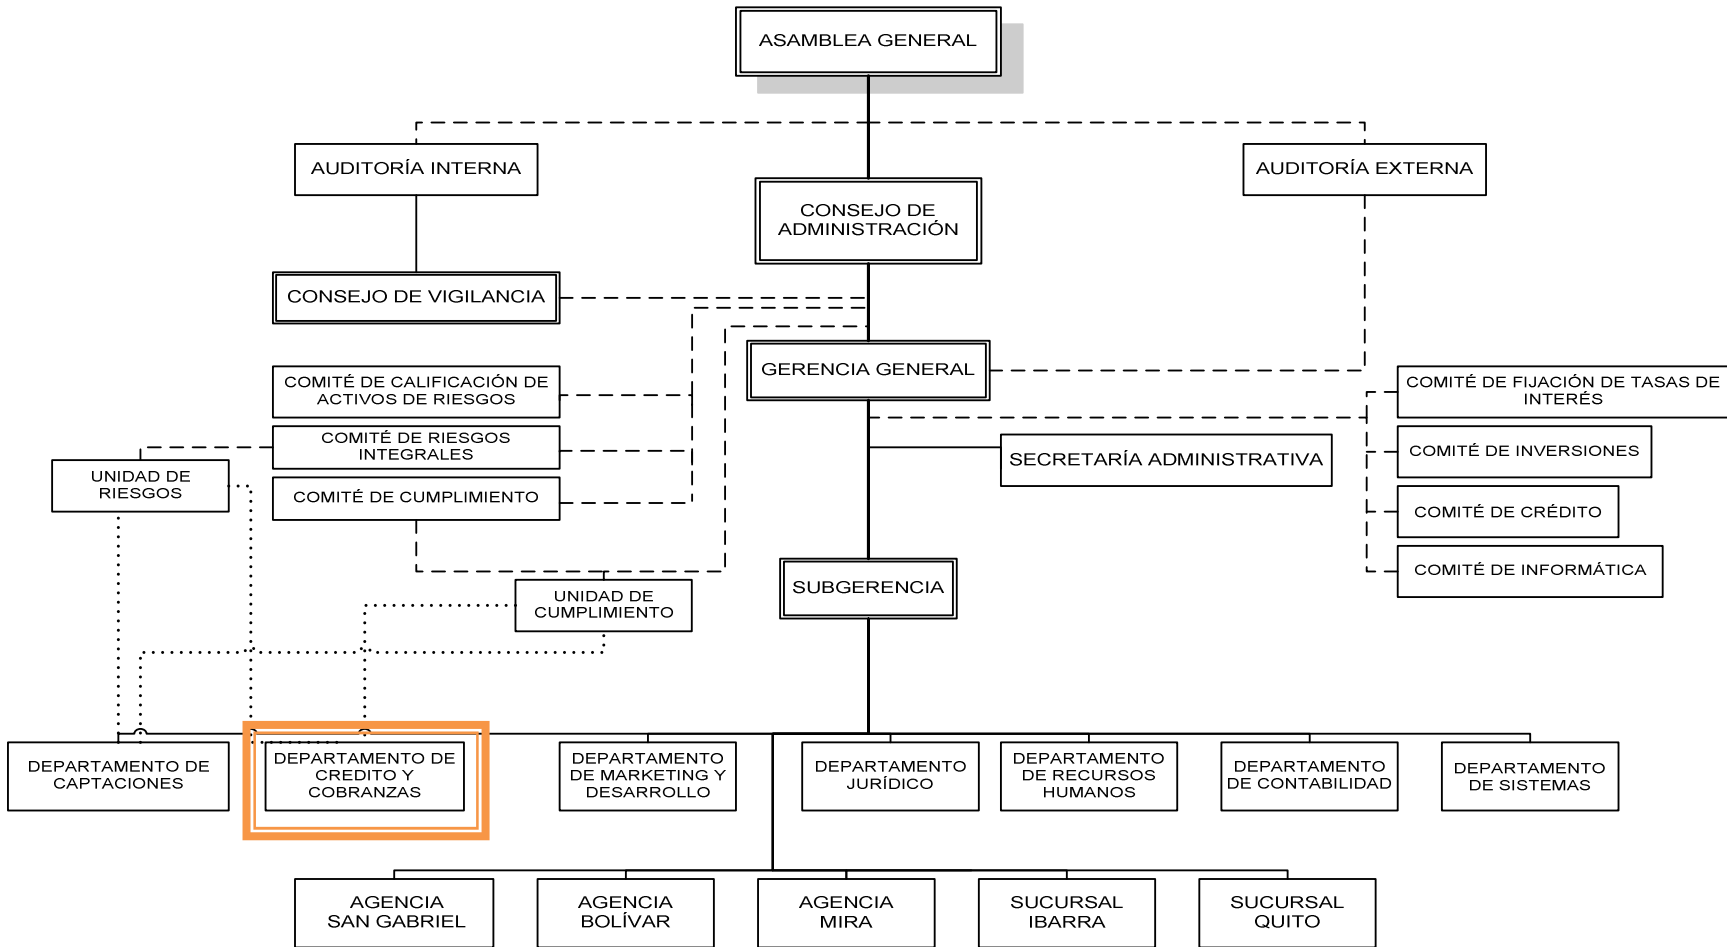 ASAMBLEA GENERAL
AUDITORÍA INTERNA
AUDITORÍA EXTERNA
CONSEJO DE
ADMINISTRACIÓN
CONSEJO DE VIGILANCIA
GERENCIA GENERAL
COMITÉ DE CALIFICACIÓN DE
ACTIVOS DE RIESGOS
COMITÉ DE FIJACIÓN DE TASAS DE
INTERÉS
COMITÉ DE RIESGOS
INTEGRALES
SECRETARÍA ADMINISTRATIVA
COMITÉ DE INVERSIONES
UNIDAD DE
RIESGOS
COMITÉ DE CUMPLIMIENTO
COMITÉ DE CRÉDITO
COMITÉ DE INFORMÁTICA
SUBGERENCIA
UNIDAD DE
CUMPLIMIENTO
DEPARTAMENTO DE
CAPTACIONES
DEPARTAMENTO DE
CREDITO Y
COBRANZAS
DEPARTAMENTO
DE MARKETING Y
DESARROLLO
DEPARTAMENTO
JURÍDICO
DEPARTAMENTO
DE RECURSOS
HUMANOS
DEPARTAMENTO
DE CONTABILIDAD
DEPARTAMENTO
DE SISTEMAS
AGENCIA
SAN GABRIEL
AGENCIA
BOLÍVAR
AGENCIA
MIRA
SUCURSAL
IBARRA
SUCURSAL
QUITO